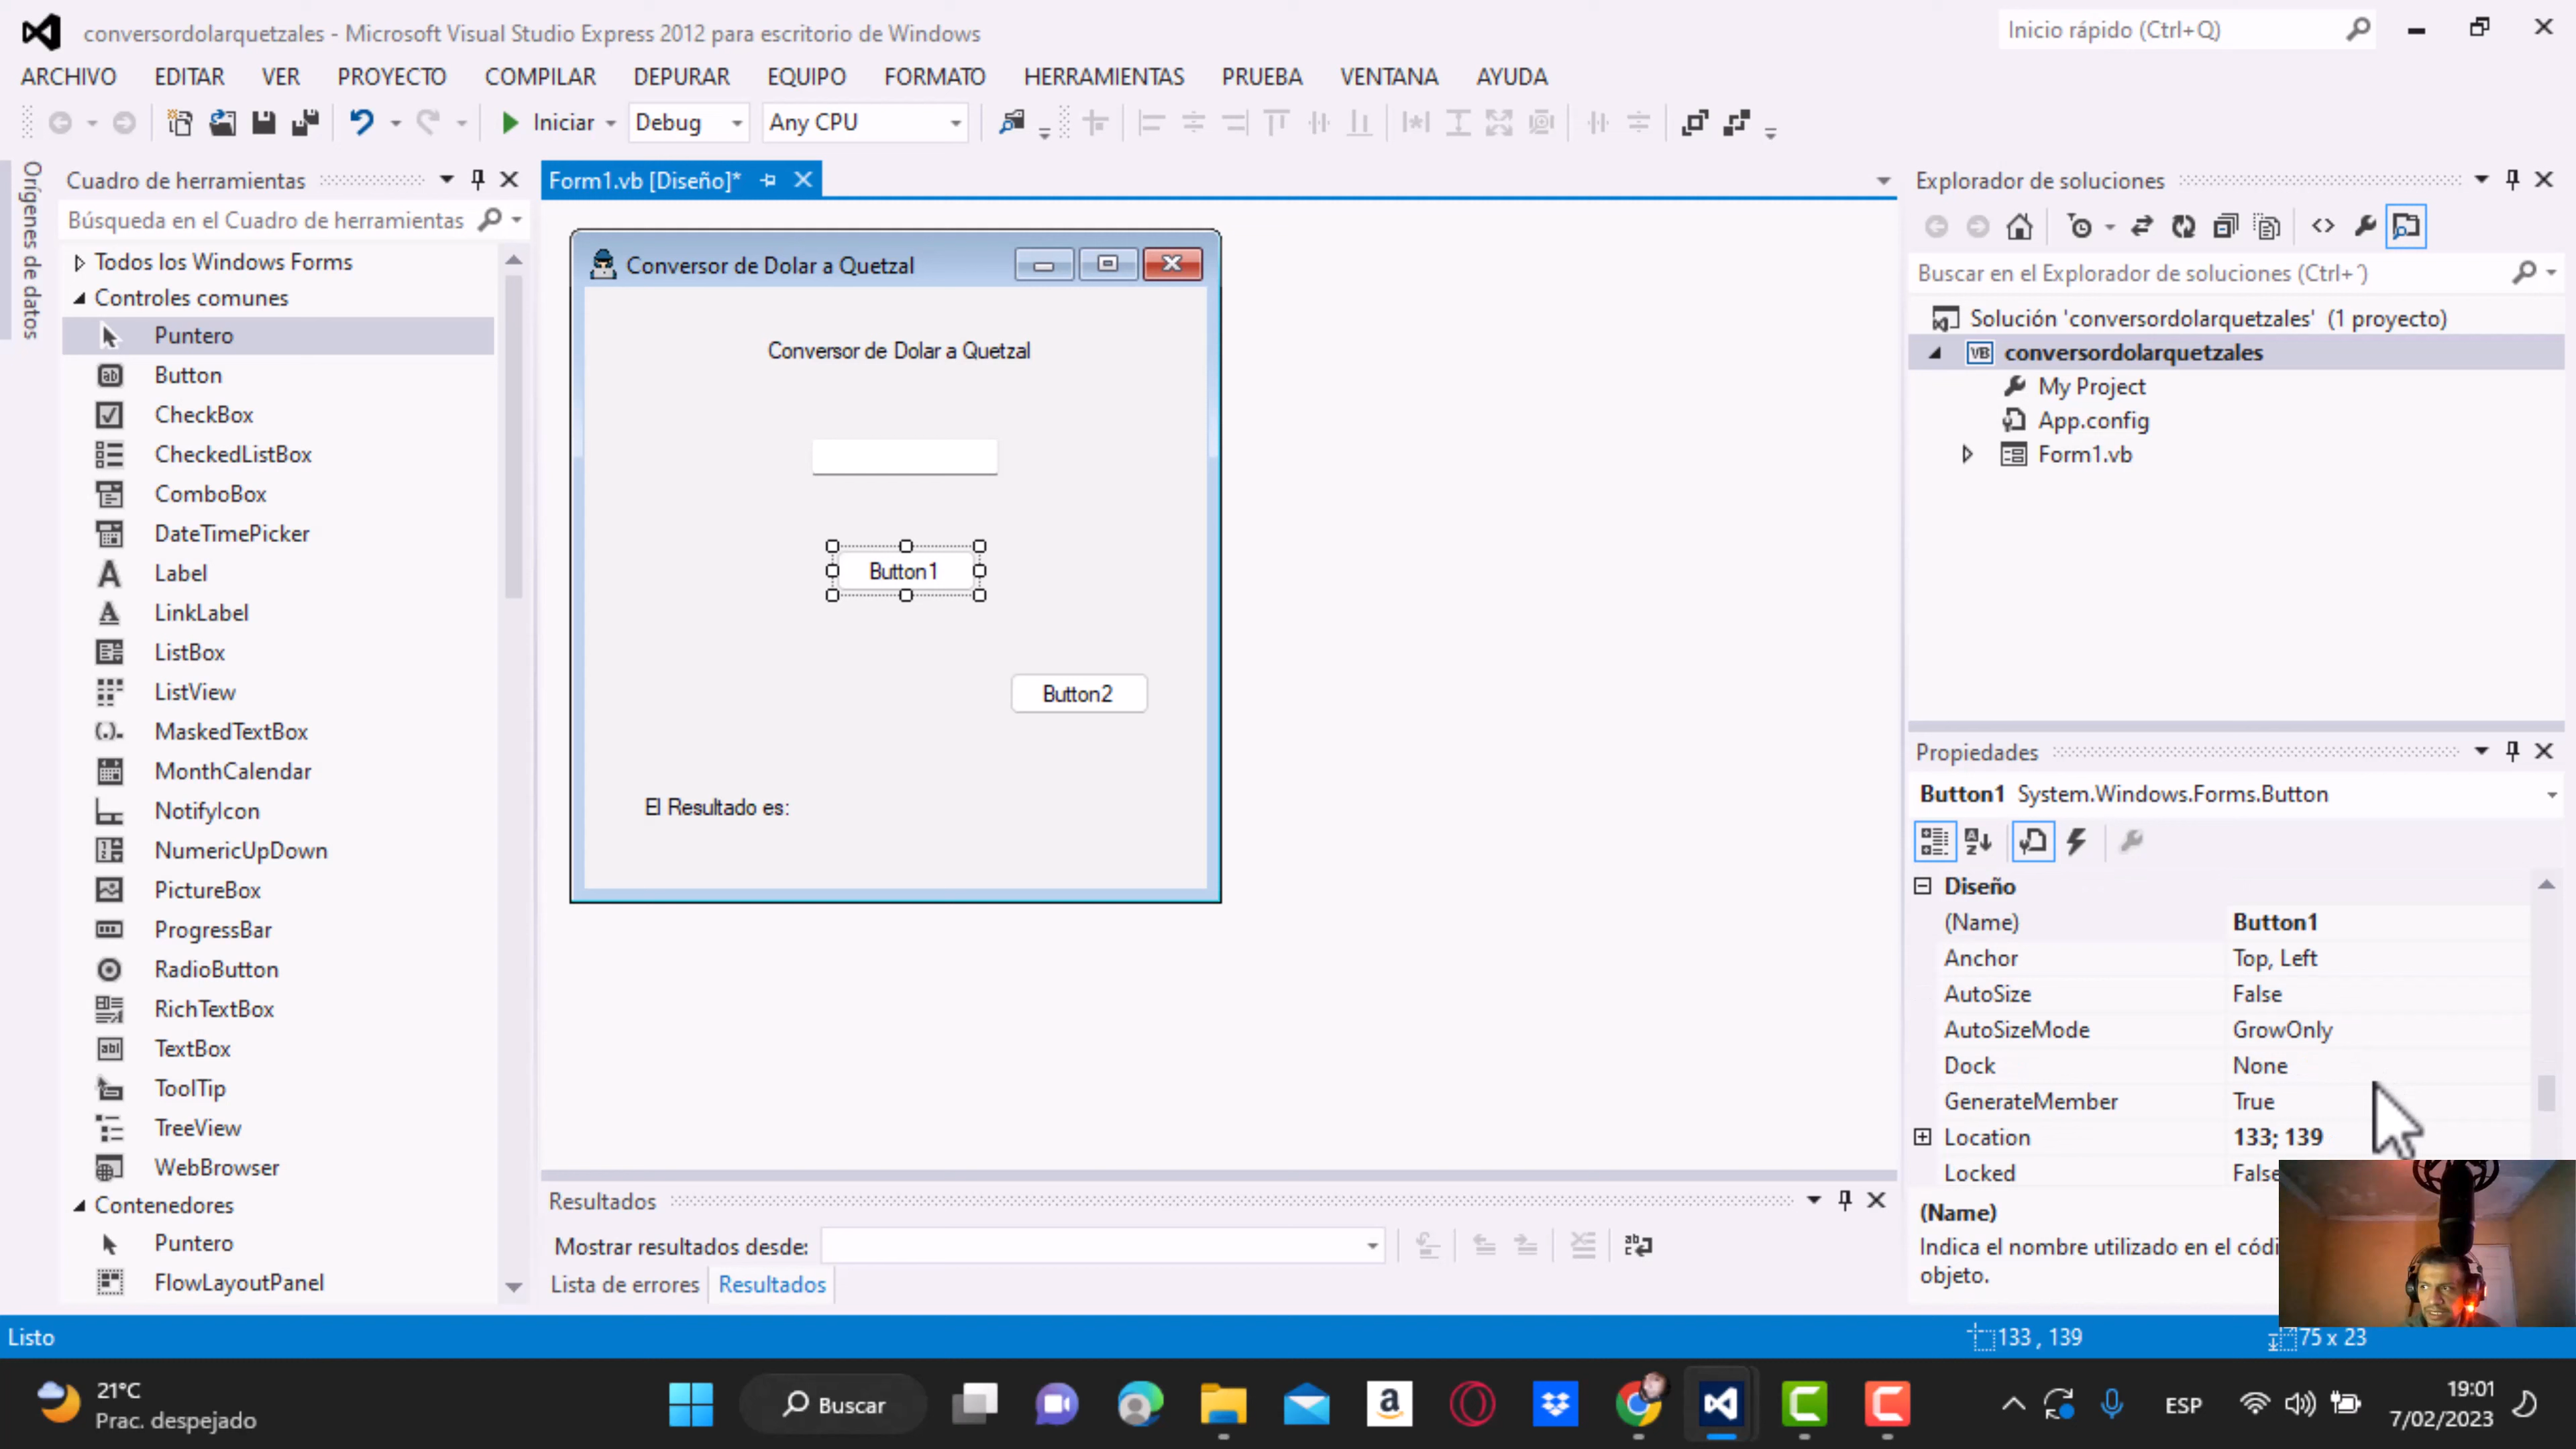 conversordolarquetzales - Microsoft Visual Studio Express 2012 para escritorio de Windows
Inicio rápido (Ctrl+Q)
ARCHIVO EDITAR VER PROYECTO COMPILAR DEPURAR EQUIPO FORMATO HERRAMIENTAS PRUEBA VENTANA AYUDA
Iniciar Debug Any CPU
Orígenes de datos
Cuadro de herramientas
Búsqueda en el Cuadro de herramientas
Todos los Windows Forms
Controles comunes
Puntero
Button
CheckBox
CheckedListBox
ComboBox
DateTimePicker
Label
LinkLabel
ListBox
ListView
MaskedTextBox
MonthCalendar
NotifyIcon
NumericUpDown
PictureBox
ProgressBar
RadioButton
RichTextBox
TextBox
ToolTip
TreeView
WebBrowser
Contenedores
Puntero
FlowLayoutPanel
Form1.vb [Diseño]*
Conversor de Dolar a Quetzal
Conversor de Dolar a Quetzal
Button1
Button2
El Resultado es:
Resultados
Mostrar resultados desde:
Lista de errores Resultados
Explorador de soluciones
Buscar en el Explorador de soluciones (Ctrl+´)
Solución 'conversordolarquetzales' (1 proyecto)
VB conversordolarquetzales
My Project
App.config
Form1.vb
Propiedades
Button1 System.Windows.Forms.Button
Diseño
(Name) Button1
Anchor Top, Left
AutoSize False
AutoSizeMode GrowOnly
Dock None
GenerateMember True
Location 133; 139
Locked False
(Name)
Indica el nombre utilizado en el códi
objeto.
Listo
133 , 139
75 x 23
21°C
Prac. despejado
Buscar
ESP
19:01
7/02/2023